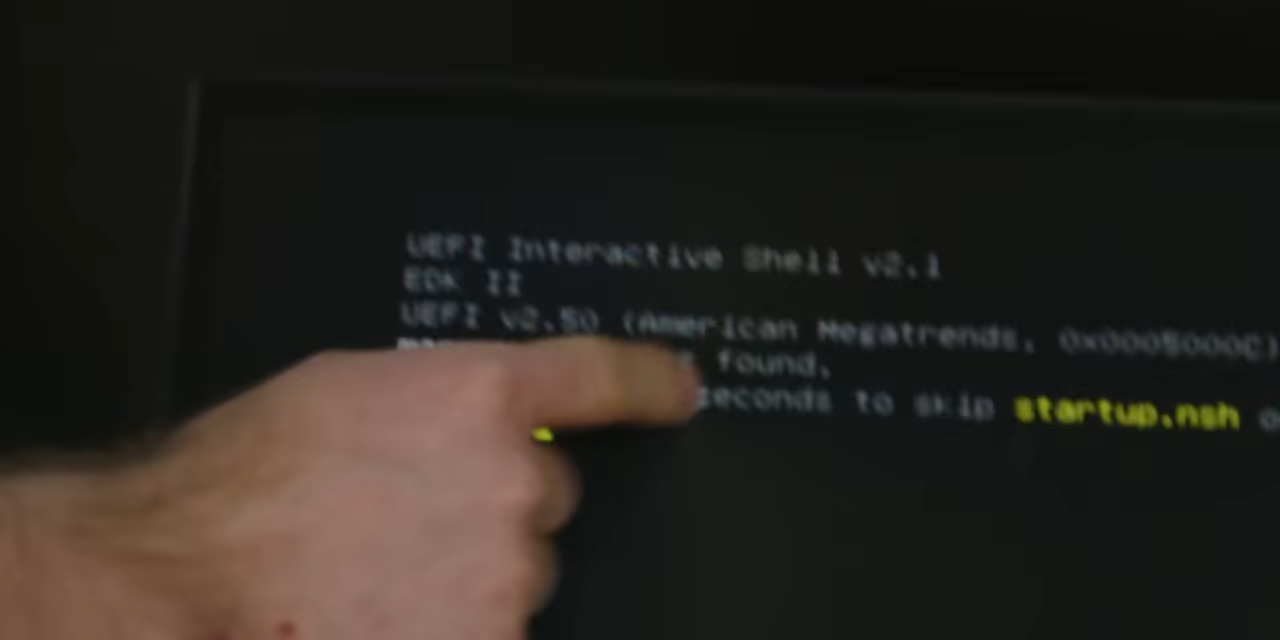 UEFI Interactive Shell v2.1
EDK II
UEFI v2.50 (American Megatrends, 0x0005000C)
found.
seconds to skip startup.nsh